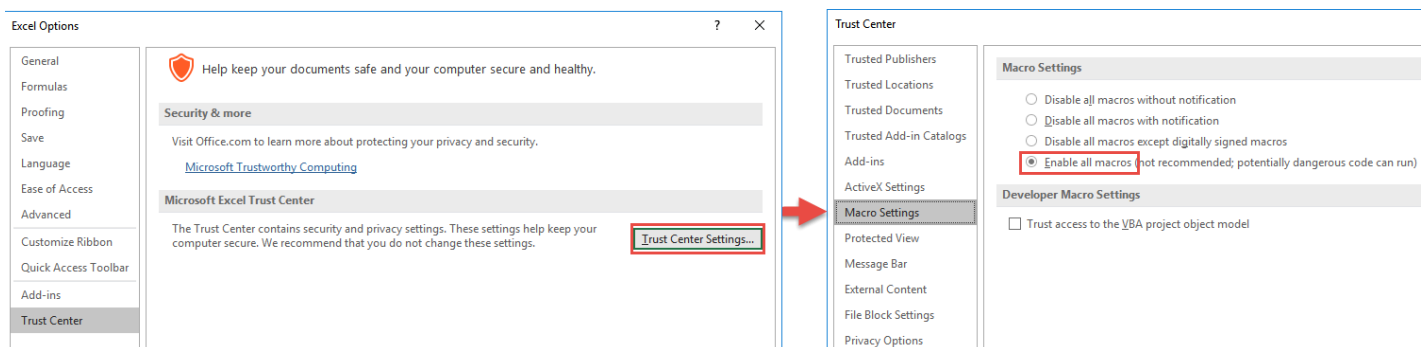 Excel Options
?
×
General
Formulas
Proofing
Save
Language
Ease of Access
Advanced
Customize Ribbon
Quick Access Toolbar
Add-ins
Trust Center
Help keep your documents safe and your computer secure and healthy.
Security & more
Visit Office.com to learn more about protecting your privacy and security.
Microsoft Trustworthy Computing
Microsoft Excel Trust Center
The Trust Center contains security and privacy settings. These settings help keep your
computer secure. We recommend that you do not change these settings.
Trust Center Settings...
Trust Center
Trusted Publishers
Trusted Locations
Trusted Documents
Trusted Add-in Catalogs
Add-ins
ActiveX Settings
Macro Settings
Protected View
Message Bar
External Content
File Block Settings
Privacy Options
Macro Settings
Disable all macros without notification
Disable all macros with notification
Disable all macros except digitally signed macros
Enable all macros (not recommended; potentially dangerous code can run)
Developer Macro Settings
Trust access to the VBA project object model